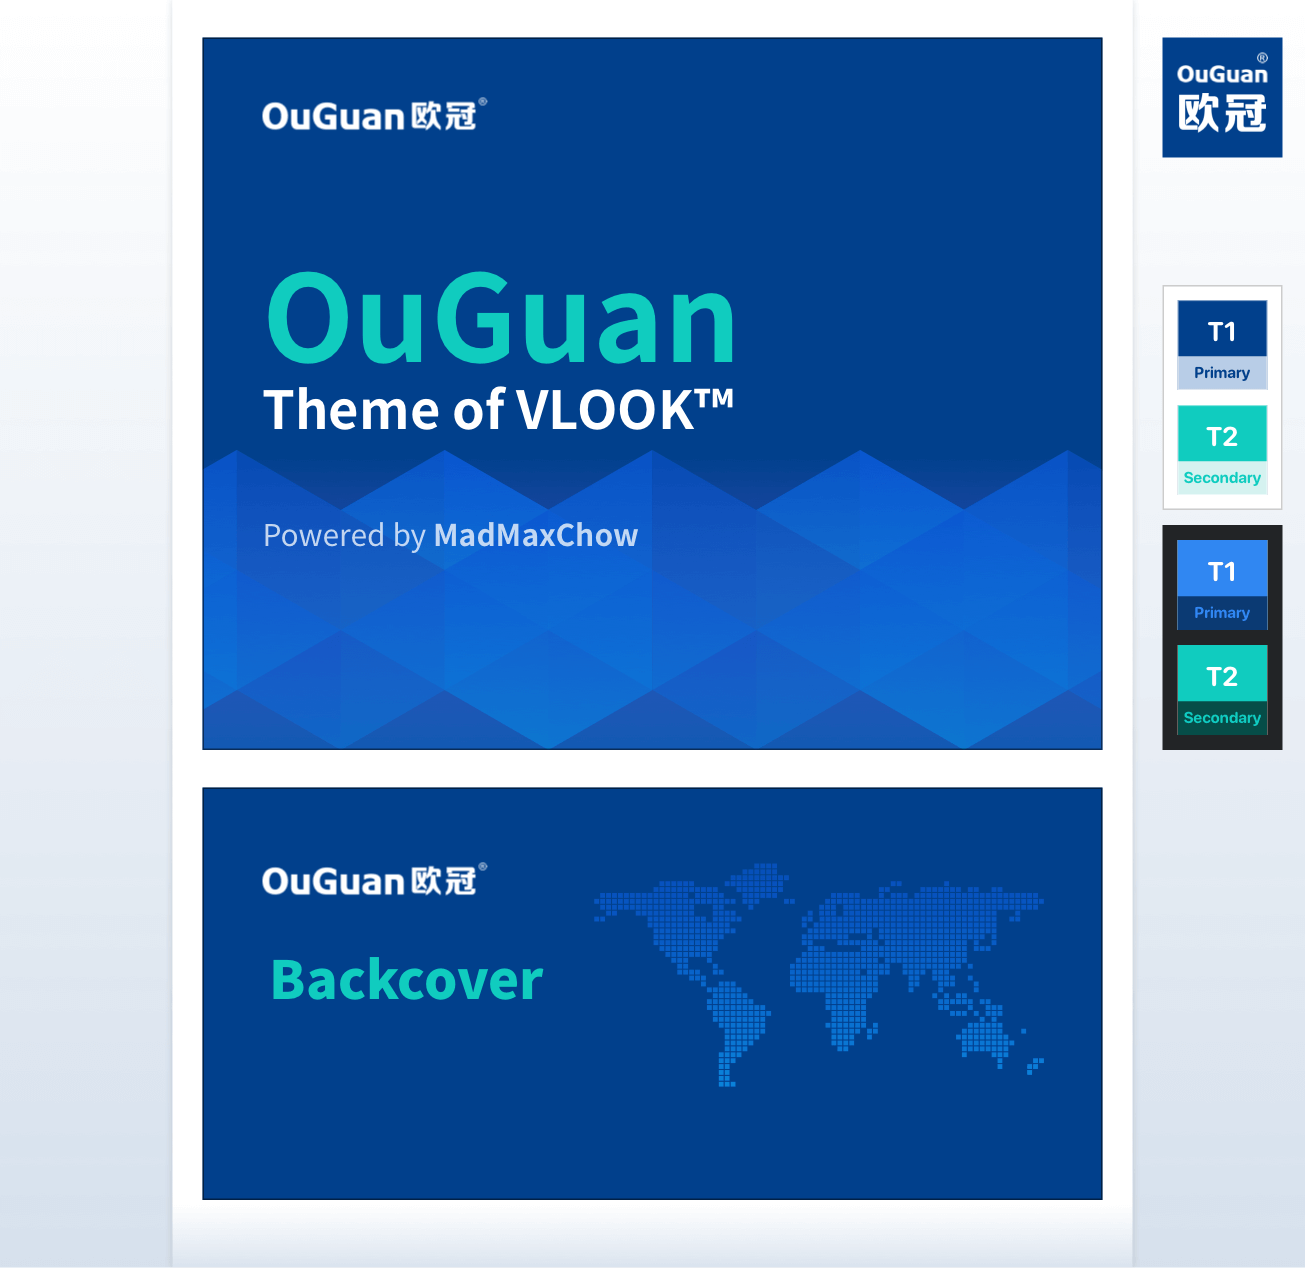 OuGuan 欧冠®
OuGuan
Theme of VLOOK™
Powered by MadMaxChow
OuGuan 欧冠®
Backcover
®
OuGuan
欧冠
T1
Primary
T2
Secondary
T1
Primary
T2
Secondary